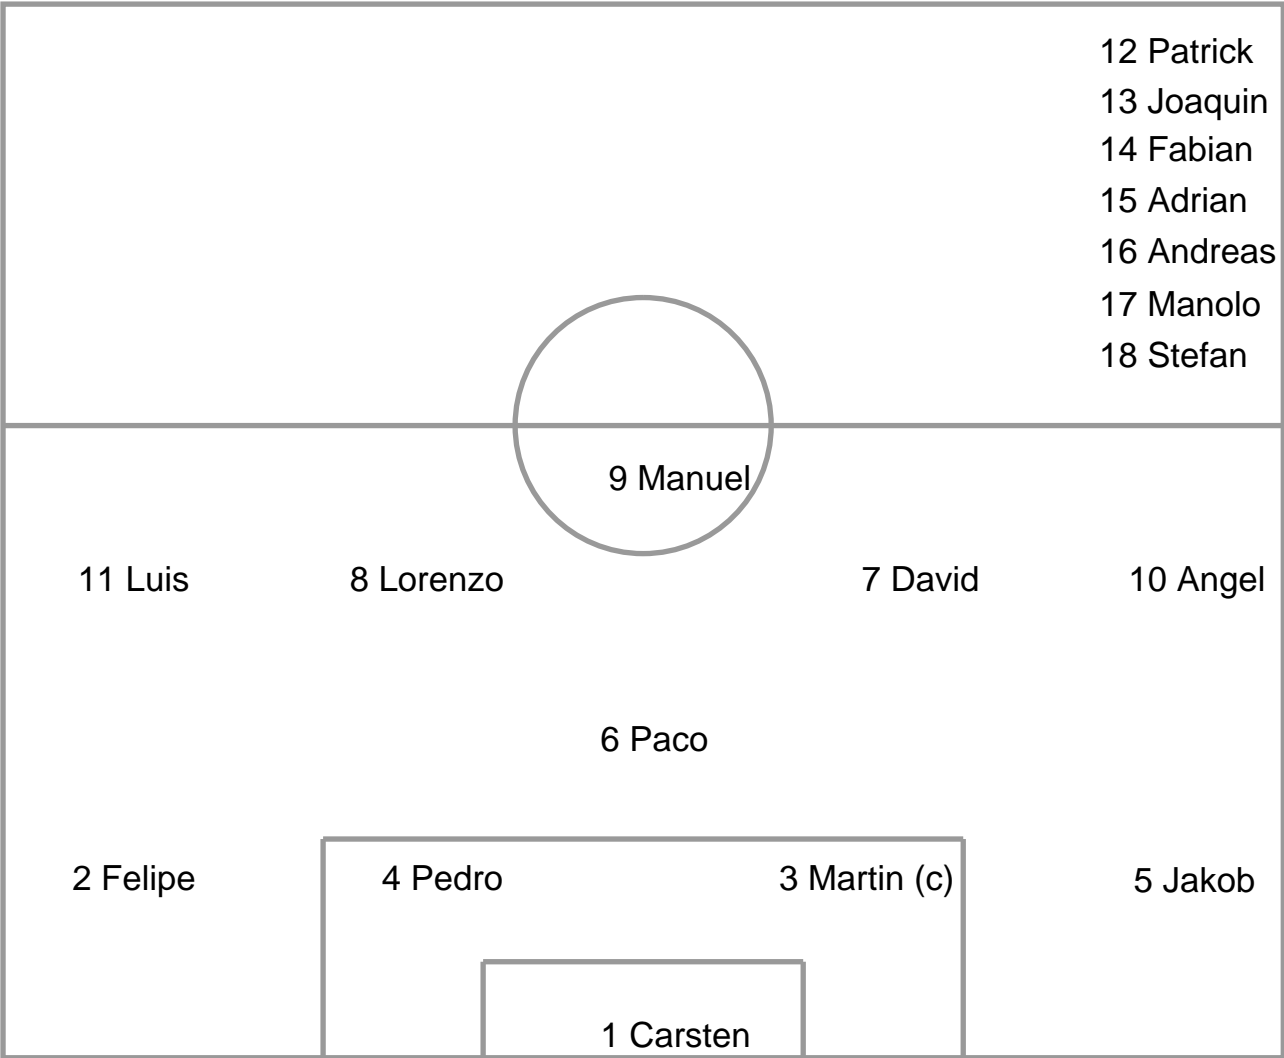 12 Patrick
13 Joaquin
14 Fabian
15 Adrian
16 Andreas
17 Manolo
18 Stefan
9 Manuel
11 Luis
8 Lorenzo
7 David
10 Angel
6 Paco
2 Felipe
4 Pedro
3 Martin (c)
5 Jakob
1 Carsten